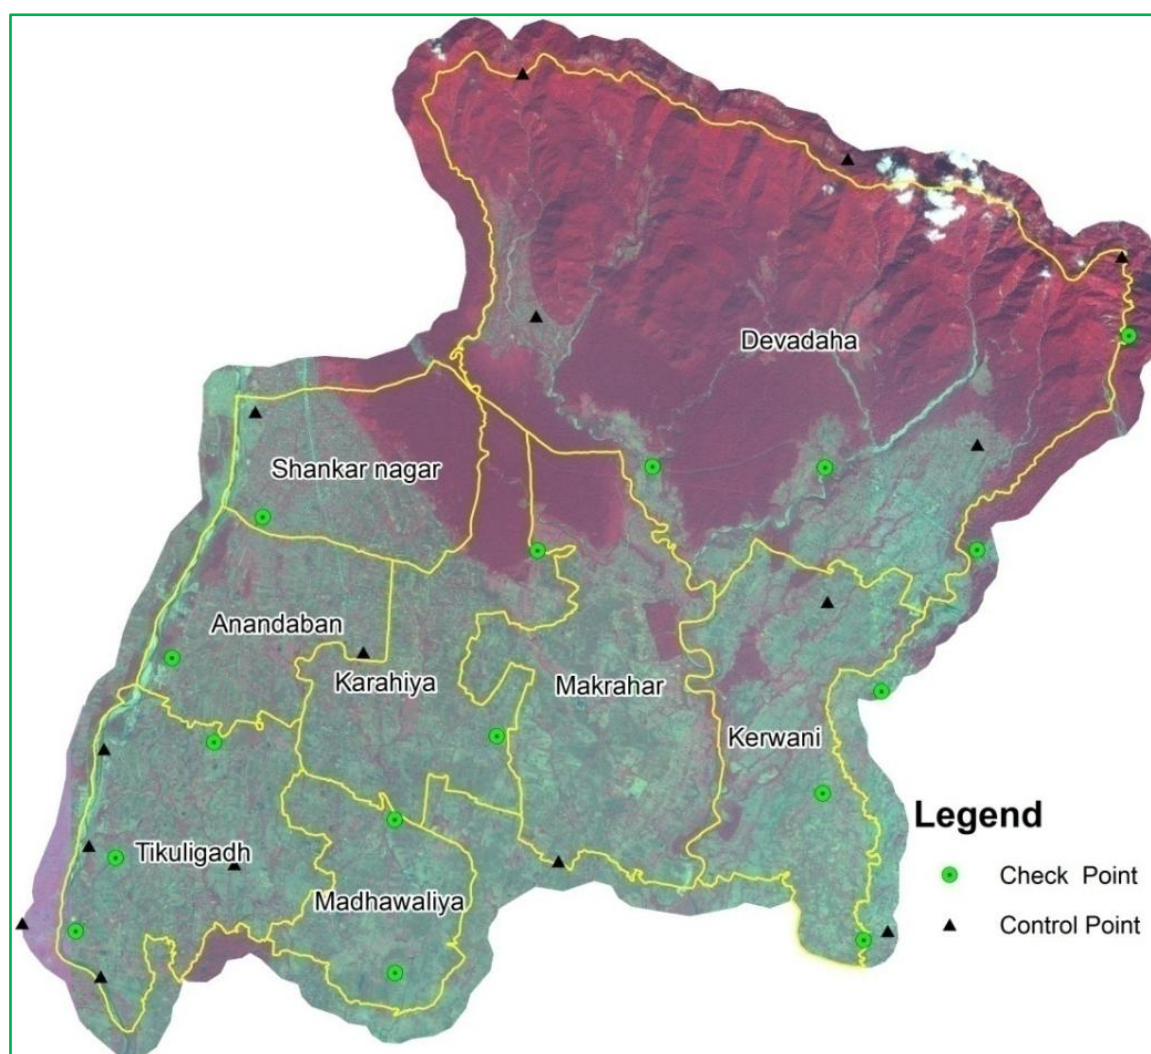 Devadaha
Shankar nagar
Anandaban
Karahiya
Makrahar
Kerwani
Legend
Tikuligadh
Check Point
Madhawaliya
Control Point